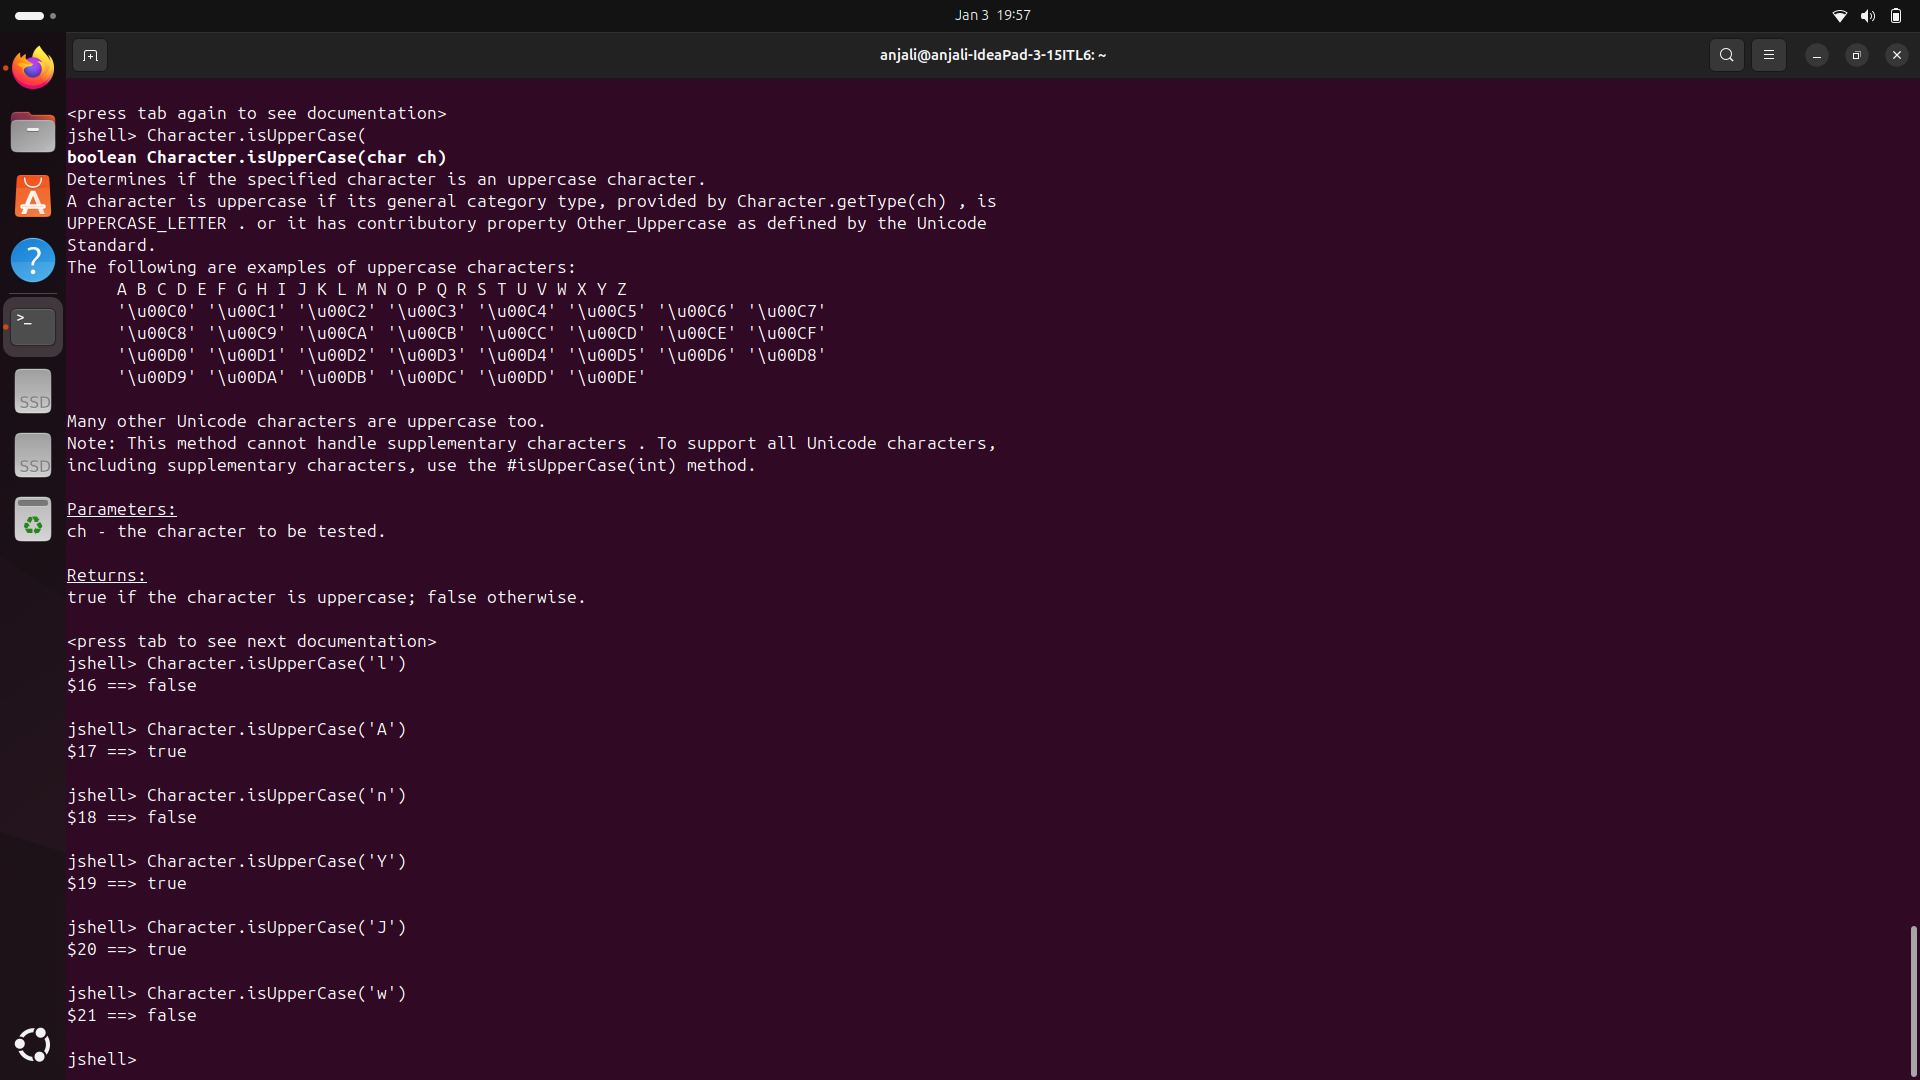 Jan 3 19:57
anjali@anjali-IdeaPad-3-15ITL6: ~
<press tab again to see documentation>
jshell> Character.isUpperCase(
boolean Character.isUpperCase(char ch)
Determines if the specified character is an uppercase character.
A character is uppercase if its general category type, provided by Character.getType(ch) , is
UPPERCASE_LETTER . or it has contributory property Other_Uppercase as defined by the Unicode
Standard.
The following are examples of uppercase characters:
A B C D E F G H I J K L M N O P Q R S T U V W X Y Z
'\u00C0' '\u00C1' '\u00C2' '\u00C3' '\u00C4' '\u00C5' '\u00C6' '\u00C7'
'\u00C8' '\u00C9' '\u00CA' '\u00CB' '\u00CC' '\u00CD' '\u00CE' '\u00CF'
'\u00D0' '\u00D1' '\u00D2' '\u00D3' '\u00D4' '\u00D5' '\u00D6' '\u00D8'
'\u00D9' '\u00DA' '\u00DB' '\u00DC' '\u00DD' '\u00DE'
Many other Unicode characters are uppercase too.
Note: This method cannot handle supplementary characters . To support all Unicode characters,
including supplementary characters, use the #isUpperCase(int) method.
Parameters:
ch - the character to be tested.
Returns:
true if the character is uppercase; false otherwise.
<press tab to see next documentation>
jshell> Character.isUpperCase('l')
$16 ==> false
jshell> Character.isUpperCase('A')
$17 ==> true
jshell> Character.isUpperCase('n')
$18 ==> false
jshell> Character.isUpperCase('Y')
$19 ==> true
jshell> Character.isUpperCase('J')
$20 ==> true
jshell> Character.isUpperCase('w')
$21 ==> false
jshell>
>_
SSD
SSD